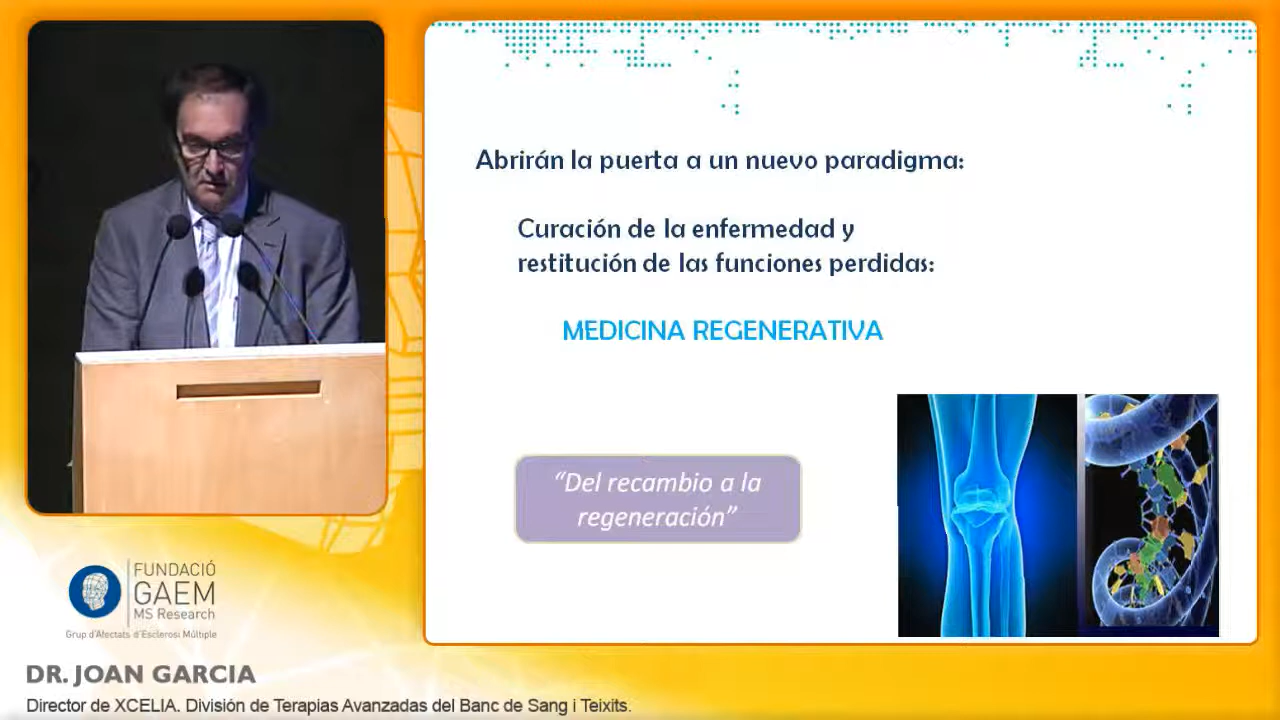 Abrirán la puerta a un nuevo paradigma:
Curación de la enfermedad y
restitución de las funciones perdidas:
MEDICINA REGENERATIVA
“Del recambio a la
regeneración”
FUNDACIÓ
GAEM
MS Research
Grup d'Afectats d'Esclerosi Múltiple
DR. JOAN GARCIA
Director de XCELIA. División de Terapias Avanzadas del Banc de Sang i Teixits.